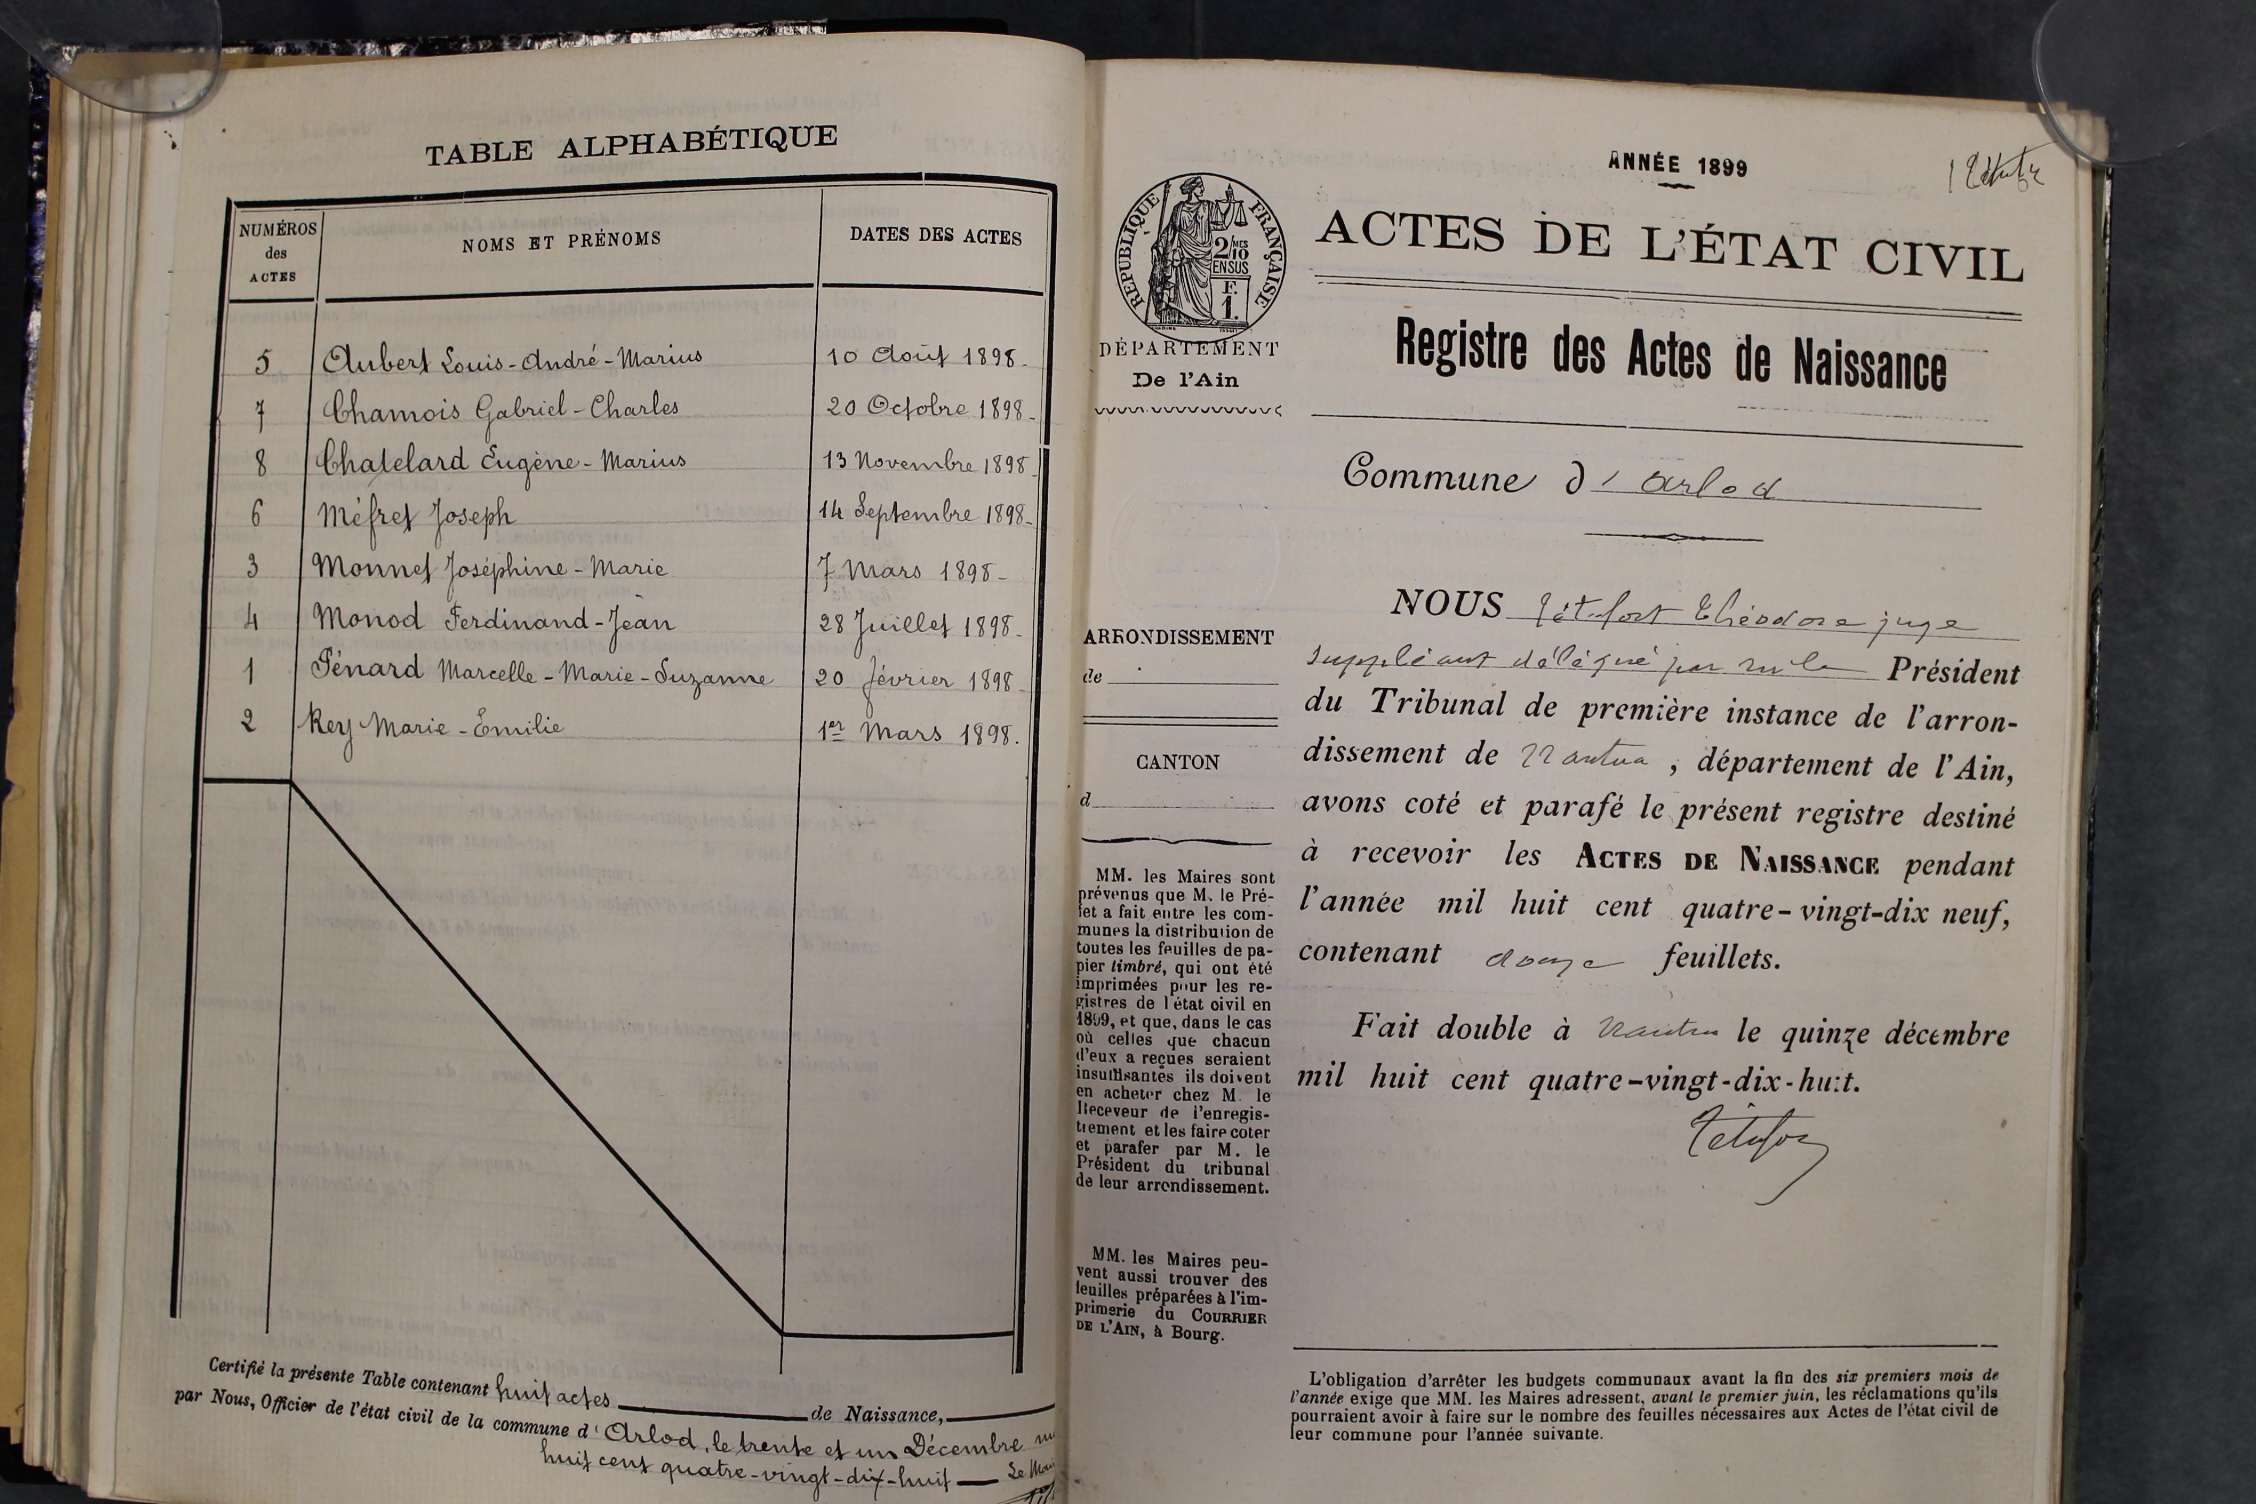 TABLE ALPHABÉTIQUE
NUMÉROS des ACTES
NOMS ET PRÉNOMS
DATES DES ACTES
5 Aubert Louis-André-Marius 10 Août 1898
7 Chamois Gabriel-Charles 20 Octobre 1898
8 Chatelard Eugène-Marius 13 Novembre 1898
6 Méfret Joseph 14 Septembre 1898
3 Monnet Joséphine-Marie 7 Mars 1898
4 Monod Ferdinand-Jean 28 Juillet 1898
1 Pénard Marcelle-Marie-Suzanne 20 février 1898
2 Rey Marie-Emilie 1er Mars 1898.
Certifié la présente Table contenant huit actes de Naissance,
par Nous, Officier de l'état civil de la commune d' Arlod, le trente et un Décembre
huit cent quatre-vingt-dix-huit — Le
ANNÉE 1899
RÉPUBLIQUE FRANÇAISE
2/10 MES
EN SUS
F.
1.
ACTES DE L'ÉTAT CIVIL
Registre des Actes de Naissance
DÉPARTEMENT
De l'Ain
Commune d' Arlod
ARRONDISSEMENT
de
CANTON
d
MM. les Maires sont
prévenus que M. le Pré-
fet a fait entre les com-
munes la distribution de
toutes les feuilles de pa-
pier timbré, qui ont été
imprimées pour les re-
gistres de l'état civil en
1899, et que, dans le cas
où celles que chacun
d'eux a reçues seraient
insuffisantes ils doivent
en acheter chez M. le
Receveur de l'enregis-
trement et les faire coter
et parafer par M. le
Président du tribunal
de leur arrondissement.
MM. les Maires peu-
vent aussi trouver des
feuilles préparées à l'im-
primerie du COURRIER
DE L'AIN, à Bourg.
NOUS Tétufort Théodore juge
suppléant délégué par Mr le Président
du Tribunal de première instance de l'arron-
dissement de Nantua, département de l'Ain,
avons coté et parafé le présent registre destiné
à recevoir les ACTES DE NAISSANCE pendant
l'année mil huit cent quatre-vingt-dix neuf,
contenant douze feuillets.
Fait double à Nantua le quinze décembre
mil huit cent quatre-vingt-dix-huit.
L'obligation d'arrêter les budgets communaux avant la fin des six premiers mois de
l'année exige que MM. les Maires adressent, avant le premier juin, les réclamations qu'ils
pourraient avoir à faire sur le nombre des feuilles nécessaires aux Actes de l'état civil de
leur commune pour l'année suivante.